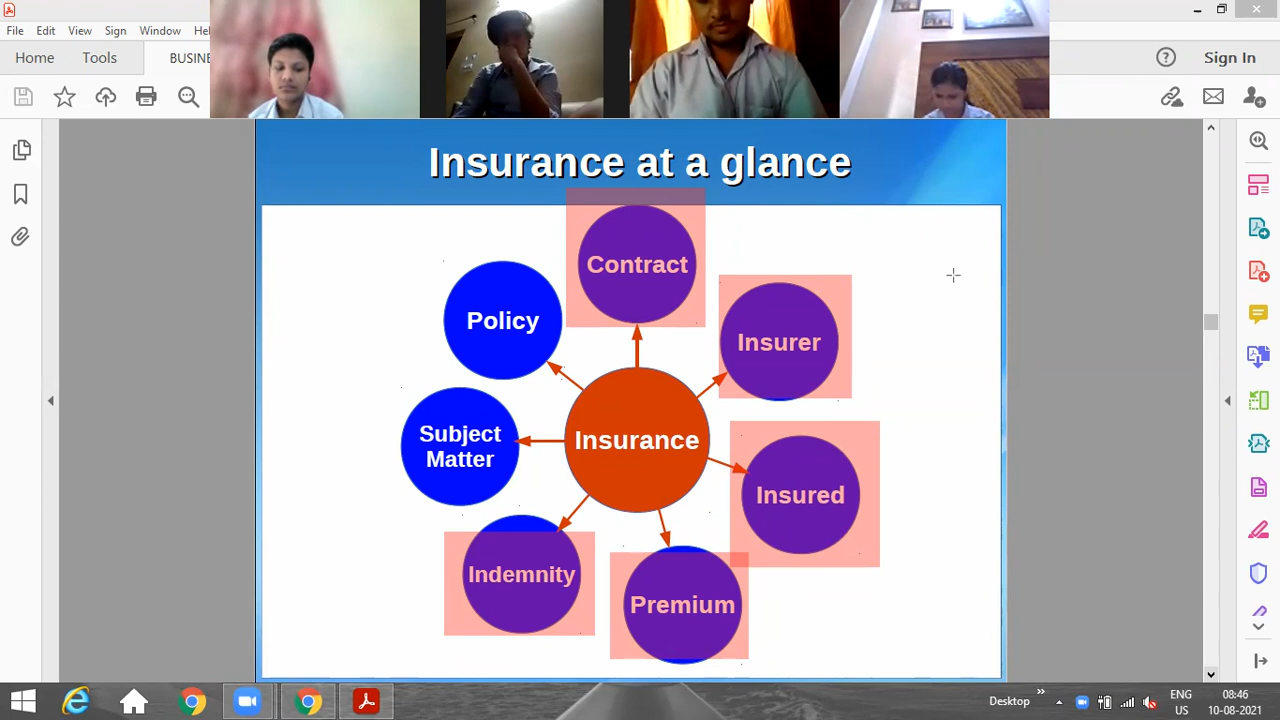 File Edit View Sign Window
Home Tools BUSINE
Sign In
Insurance at a glance
Contract
Policy
Insurer
Subject
Matter
Insurance
Insured
Indemnity
Premium
Desktop
ENG
US
08:46
10-08-2021